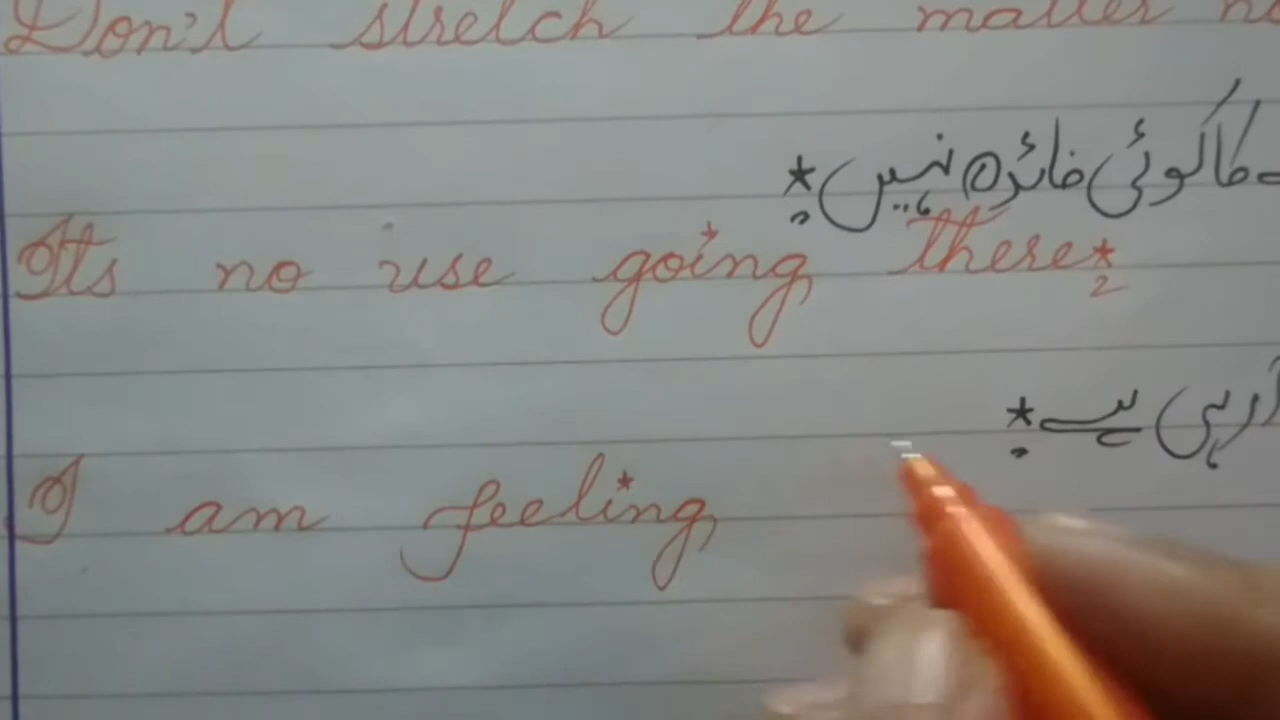 Don't stretch the matter
کا کوئی فائدہ نہیں*
Its no use going there*
رہی ہے*
I am feeling